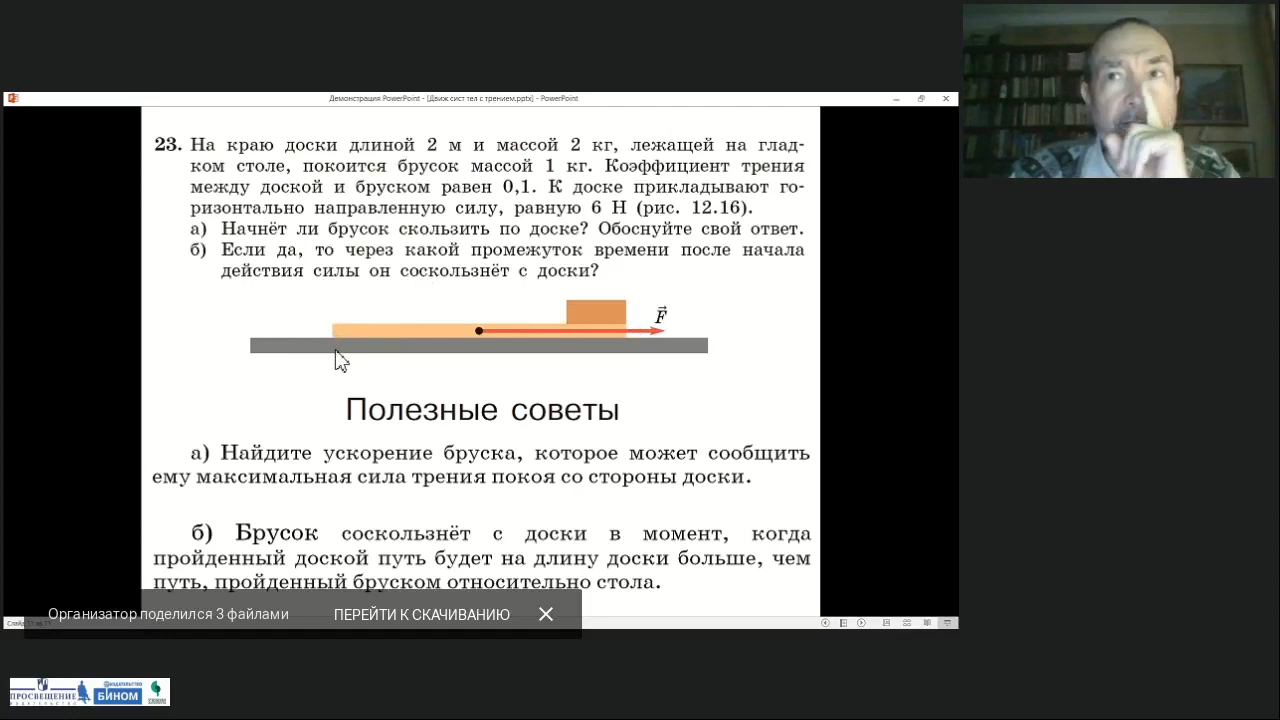 Демонстрация PowerPoint - [Движ сист тел с трением.pptx] - PowerPoint
23. На краю доски длиной 2 м и массой 2 кг, лежащей на глад-
ком столе, покоится брусок массой 1 кг. Коэффициент трения
между доской и бруском равен 0,1. К доске прикладывают го-
ризонтально направленную силу, равную 6 Н (рис. 12.16).
а) Начнёт ли брусок скользить по доске? Обоснуйте свой ответ.
б) Если да, то через какой промежуток времени после начала
действия силы он соскользнёт с доски?
F
Полезные советы
а) Найдите ускорение бруска, которое может сообщить
ему максимальная сила трения покоя со стороны доски.
б) Брусок соскользнёт с доски в момент, когда
пройденный доской путь будет на длину доски больше, чем
путь, пройденный бруском относительно стола.
Организатор поделился 3 файлами ПЕРЕЙТИ К СКАЧИВАНИЮ
ПРОСВЕЩЕНИЕ
ИЗДАТЕЛЬСТВО
БИНОМ